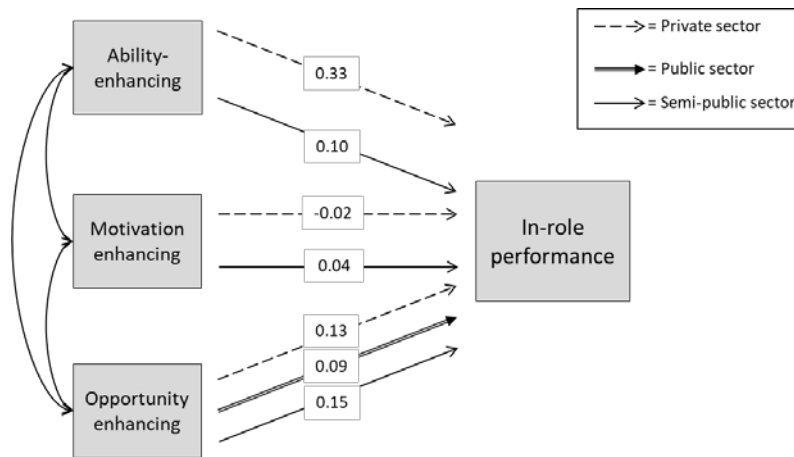 Ability-
enhancing
Motivation
enhancing
Opportunity
enhancing
0.33
0.10
-0.02
0.04
0.13
0.09
0.15
In-role
performance
= Private sector
= Public sector
= Semi-public sector